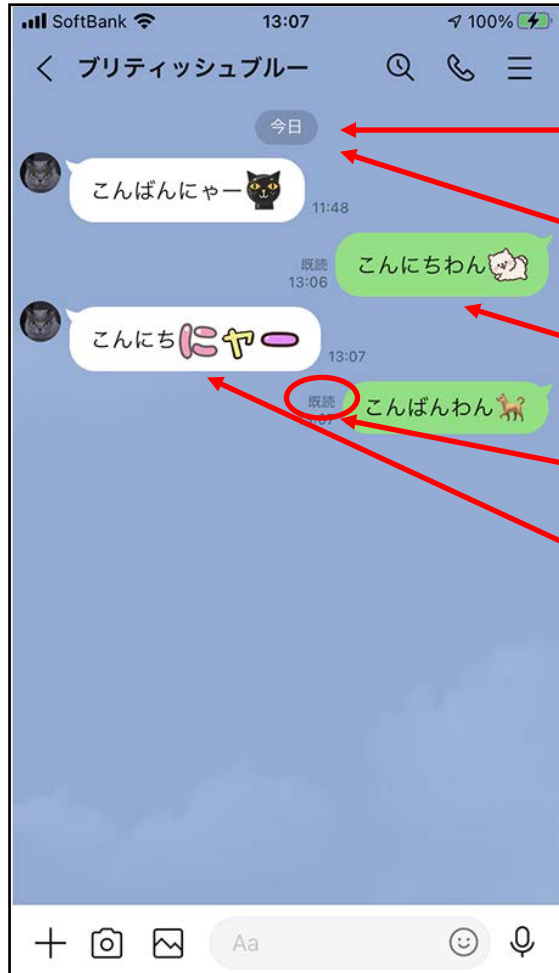 SoftBank 13:07 100%
ブリティッシュブルー
今日
こんばんにゃー
11:48
既読
13:06
こんにちわん
こんにちにャー
13:07
既読
こんばんわん
Aa